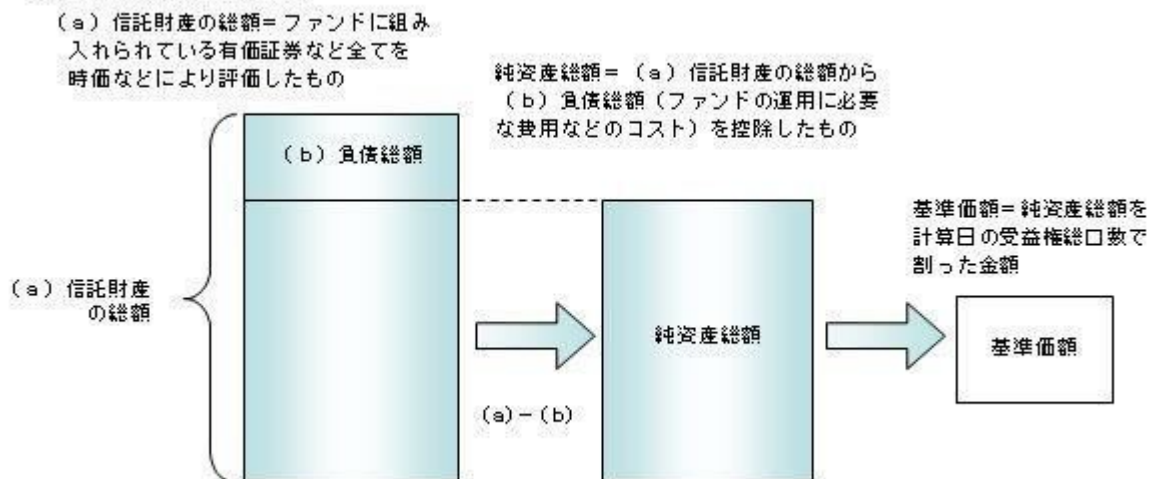 （a）信託財産の総額＝ファンドに組み
入れられている有価証券など全てを
時価などにより評価したもの
純資産総額＝（a）信託財産の総額から
（b）負債総額（ファンドの運用に必要
な費用などのコスト）を控除したもの
（b）負債総額
基準価額＝純資産総額を
計算日の受益権総口数で
割った金額
（a）信託財産
の総額
純資産総額
基準価額
（a）－（b）